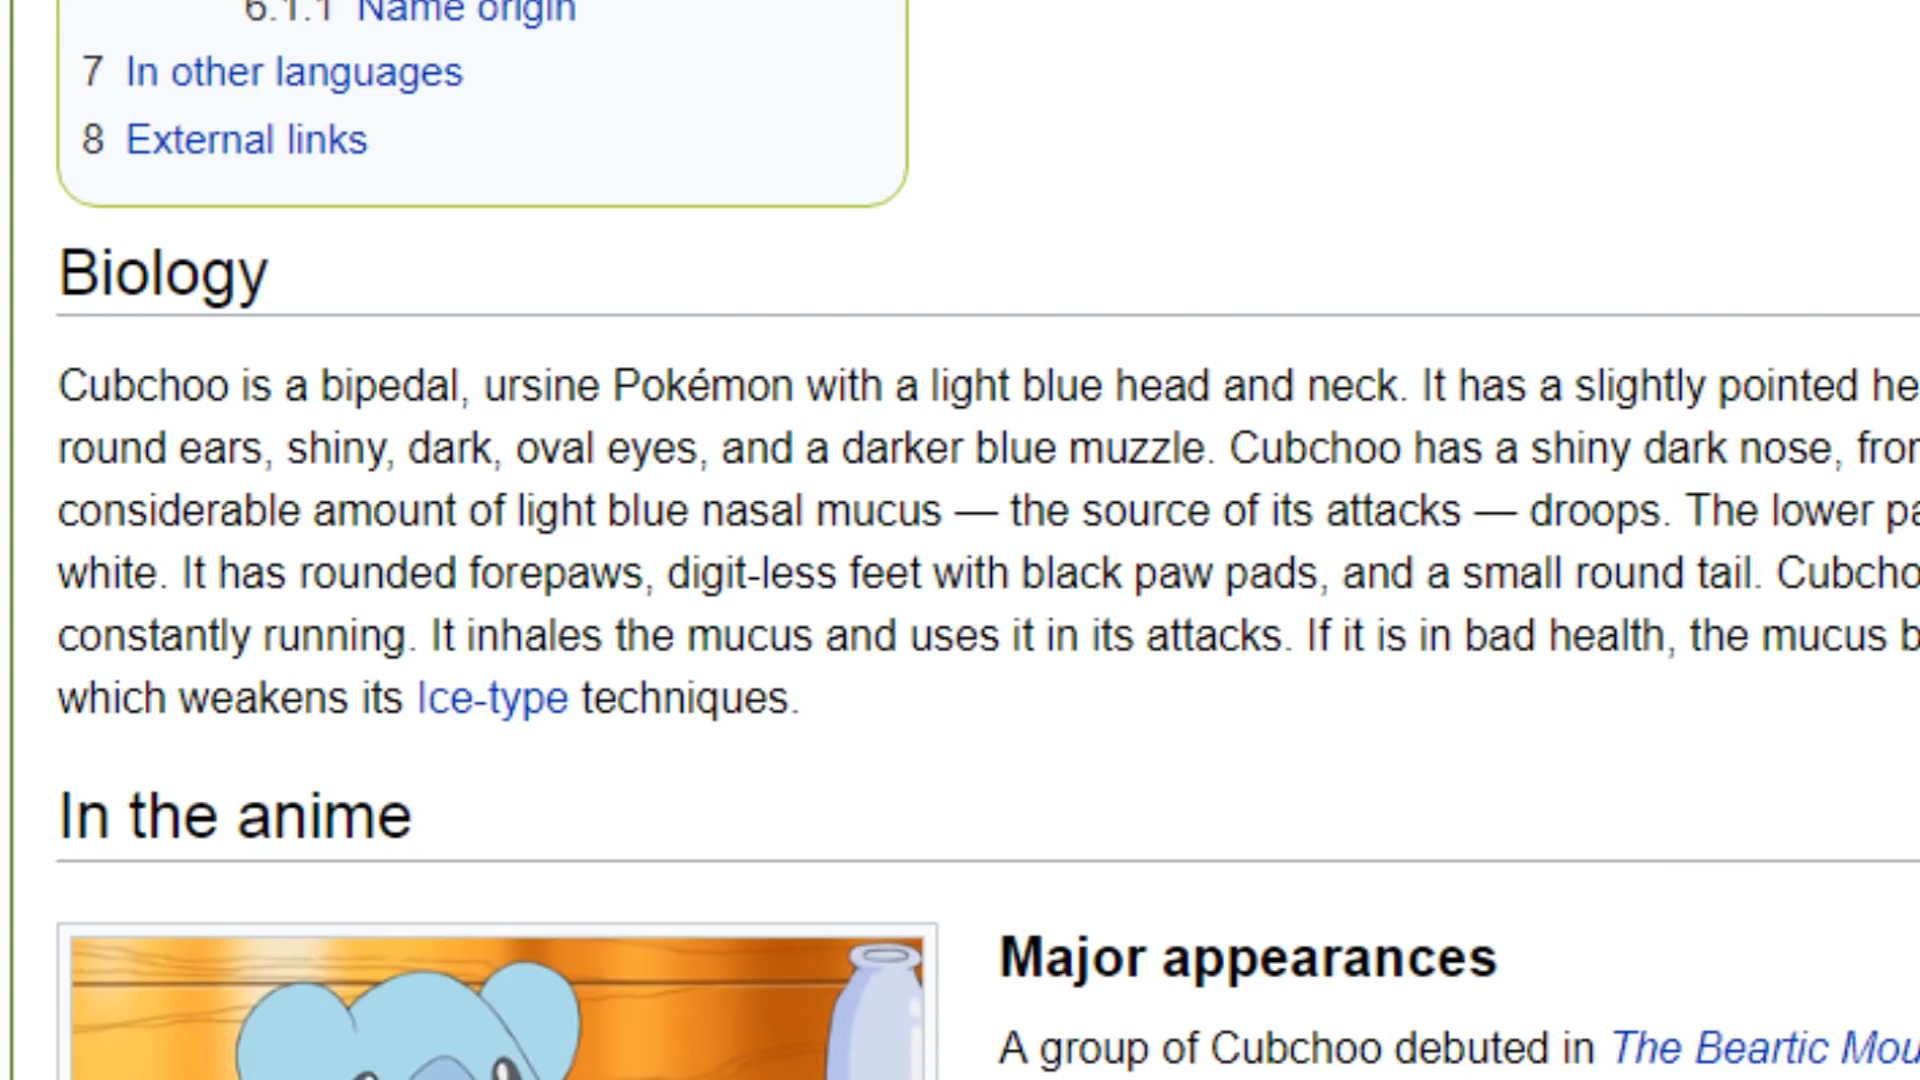 6.1.1 Name origin
7 In other languages
8 External links
Biology
Cubchoo is a bipedal, ursine Pokémon with a light blue head and neck. It has a slightly pointed
round ears, shiny, dark, oval eyes, and a darker blue muzzle. Cubchoo has a shiny dark nose,
considerable amount of light blue nasal mucus — the source of its attacks — droops. The lower
white. It has rounded forepaws, digit-less feet with black paw pads, and a small round tail.
constantly running. It inhales the mucus and uses it in its attacks. If it is in bad health, the mucus
which weakens its Ice-type techniques.
In the anime
Major appearances
A group of Cubchoo debuted in The Beartic